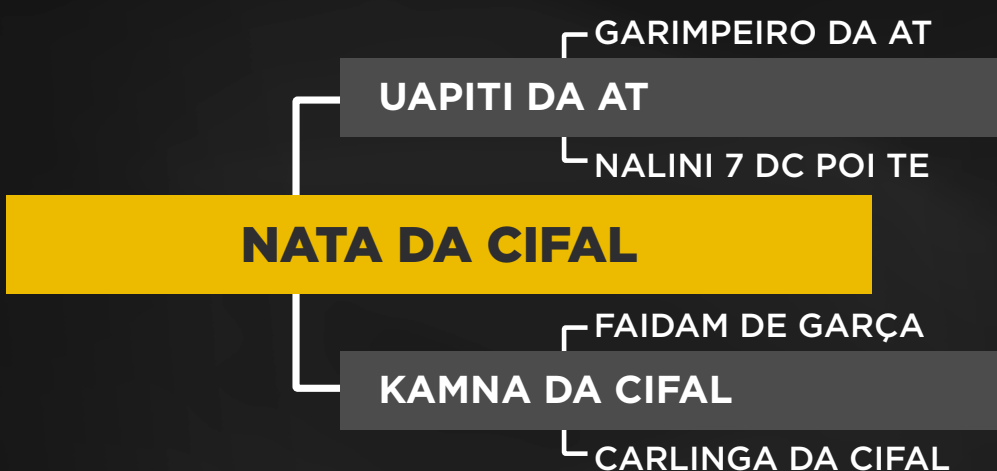 GARIMPEIRO DA AT
UAPITI DA AT
NALINI 7 DC POI TE
NATA DA CIFAL
FAIDAM DE GARÇA
KAMNA DA CIFAL
CARLINGA DA CIFAL